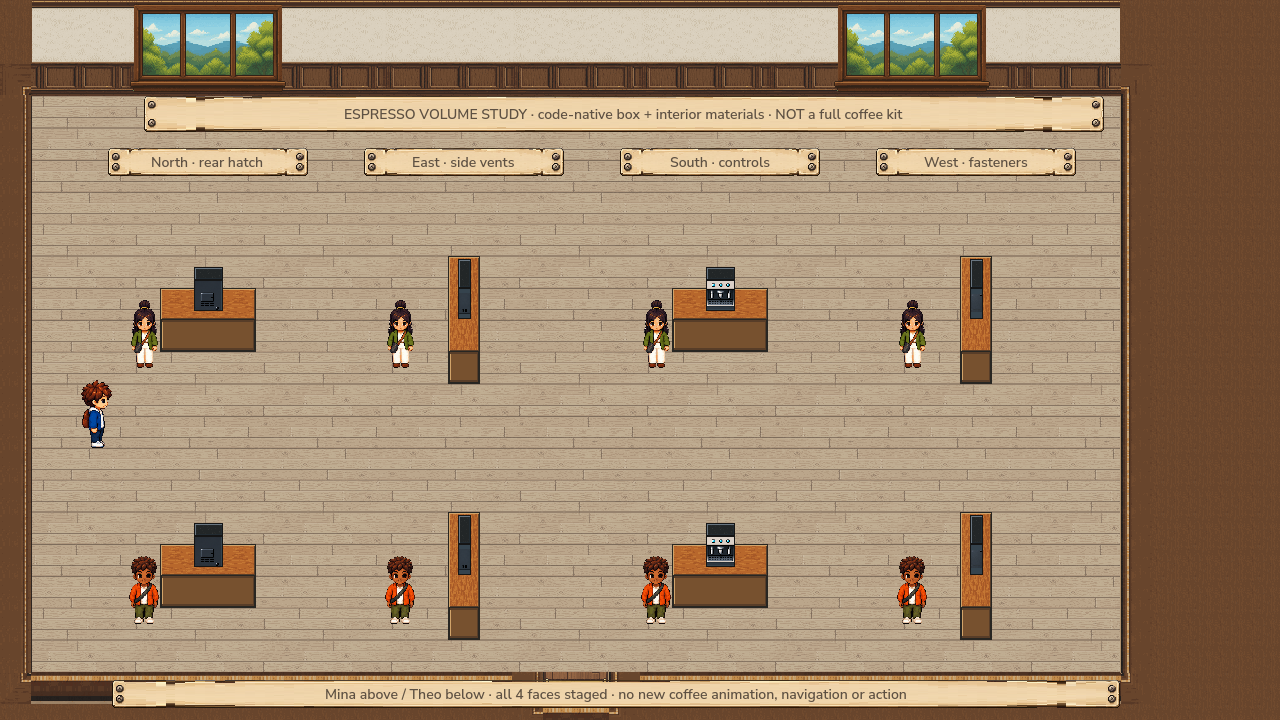 ESPRESSO VOLUME STUDY · code-native box + interior materials · NOT a full coffee kit
North · rear hatch
East · side vents
South · controls
West · fasteners
Mina above / Theo below · all 4 faces staged · no new coffee animation, navigation or action